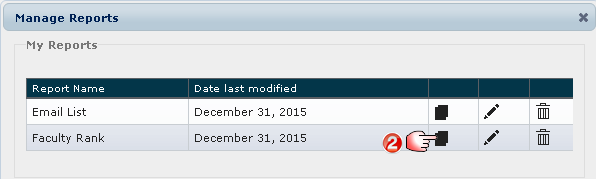 Manage Reports
My Reports
Report Name Date last modified
Email List December 31, 2015
Faculty Rank December 31, 2015 2